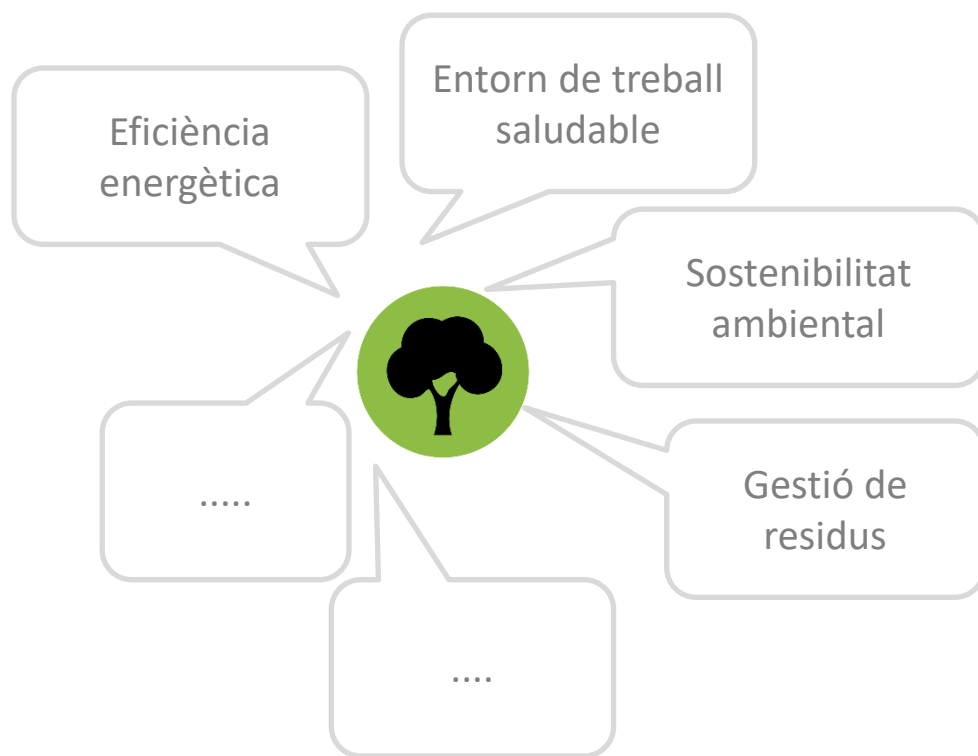 Entorn de treball
saludable
Eficiència
energètica
Sostenibilitat
ambiental
Gestió de
residus
.....
....